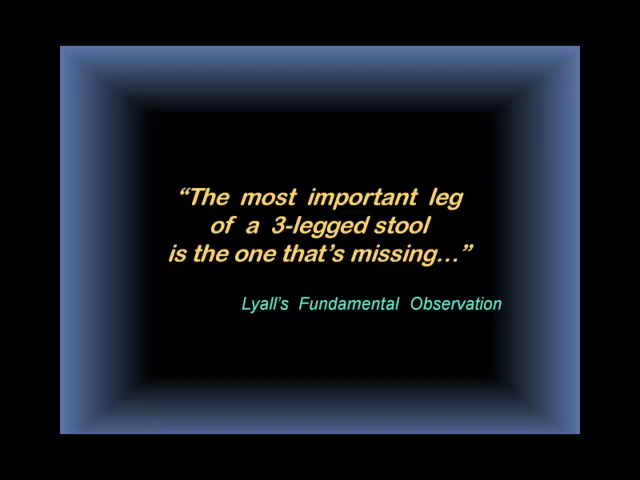 “The most important leg
of a 3-legged stool
is the one that’s missing…”
Lyall’s Fundamental Observation